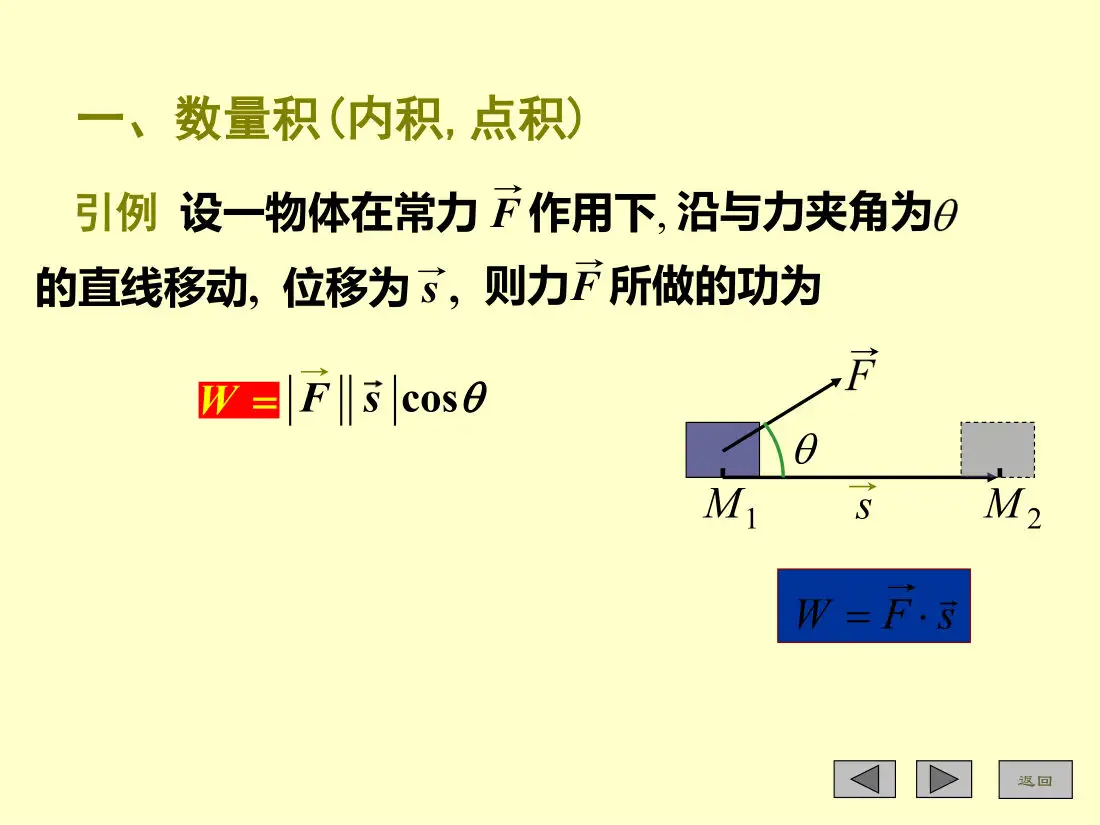 一、数量积(内积,点积)
引例 设一物体在常力 F⃗ 作用下, 沿与力夹角为θ
的直线移动, 位移为 s⃗ , 则力F⃗ 所做的功为
W = |F⃗||s⃗|cosθ
F⃗
θ
M₁ s⃗ M₂
W = F⃗ · s⃗
返回